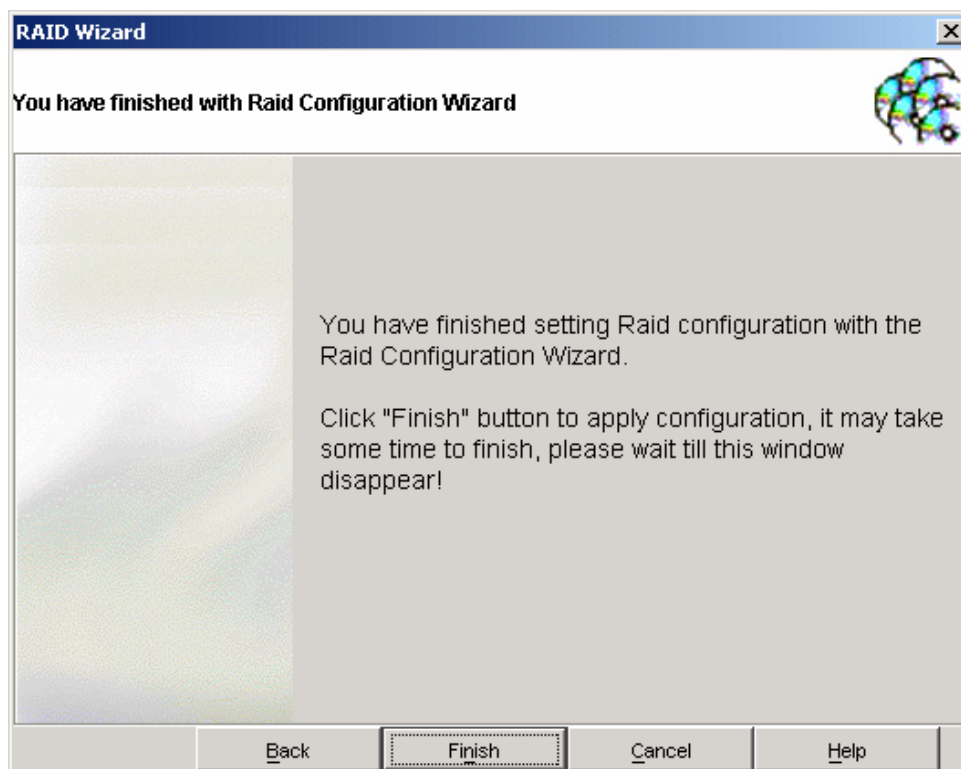 RAID Wizard
You have finished with Raid Configuration Wizard
You have finished setting Raid configuration with the
Raid Configuration Wizard.
Click "Finish" button to apply configuration, it may take
some time to finish, please wait till this window
disappear!
Back
Finish
Cancel
Help